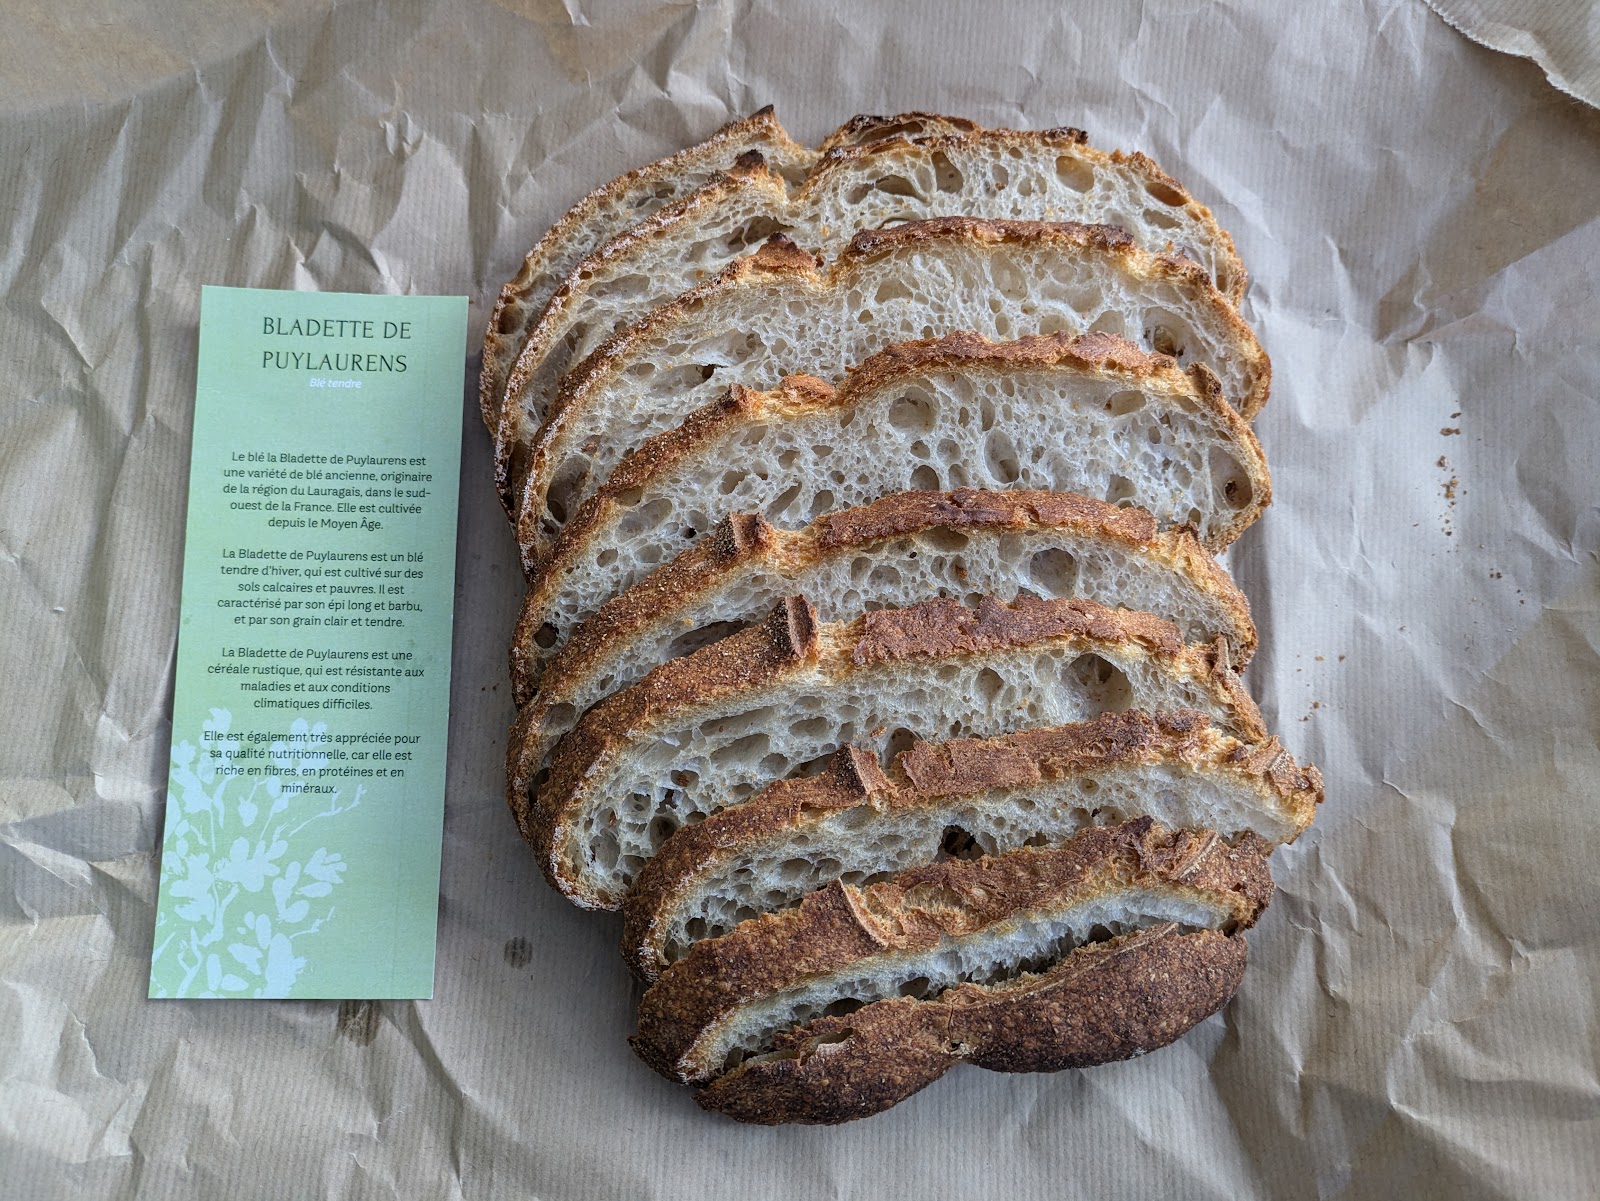 BLADETTE DE
PUYLAURENS
Blé tendre
Le blé la Bladette de Puylaurens est
une variété de blé ancienne, originaire
de la région du Lauragais, dans le sud-
ouest de la France. Elle est cultivée
depuis le Moyen Âge.
La Bladette de Puylaurens est un blé
tendre d'hiver, qui est cultivé sur des
sols calcaires et pauvres. Il est
caractérisé par son épi long et barbu,
et par son grain clair et tendre.
La Bladette de Puylaurens est une
céréale rustique, qui est résistante aux
maladies et aux conditions
climatiques difficiles.
Elle est également très appréciée pour
sa qualité nutritionnelle, car elle est
riche en fibres, en protéines et en
minéraux.